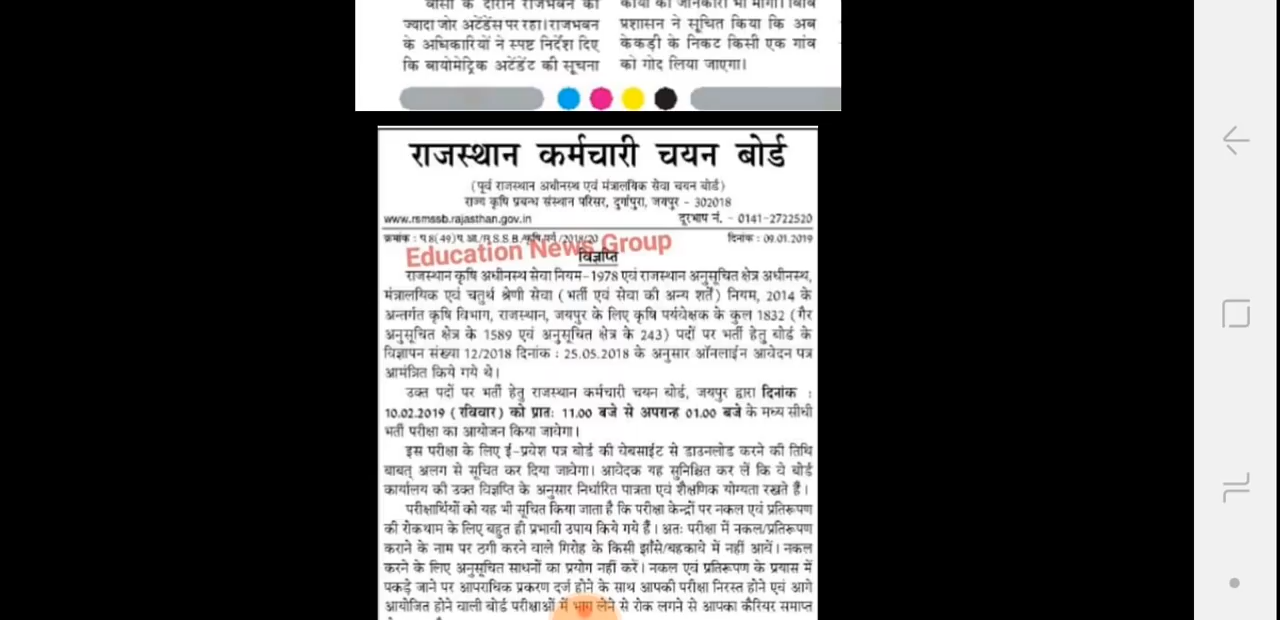 ज्यादा जोर अटेंडेंस पर रहा।राजभवन
के अधिकारियों ने स्पष्ट निर्देश दिए
कि बायोमेट्रिक अटेंडेंट की सूचना
प्रशासन ने सूचित किया कि अब
केकड़ी के निकट किसी एक गांव
को गोद लिया जाएगा।
राजस्थान कर्मचारी चयन बोर्ड
(पूर्व राजस्थान अधीनस्थ एवं मंत्रालयिक सेवा चयन बोर्ड)
राज्य कृषि प्रबन्ध संस्थान परिसर, दुर्गापुरा, जयपुर - 302018
www.rsmssb.rajasthan.gov.in दूरभाष नं. - 0141-2722520
क्रमांक : प.8(49)प.आ/R.S.S.B/कृषि.पर्य/2018/20 दिनांक : 09.01.2019
Education News Group
विज्ञप्ति
राजस्थान कृषि अधीनस्थ सेवा नियम-1978 एवं राजस्थान अनुसूचित क्षेत्र अधीनस्थ,
मंत्रालयिक एवं चतुर्थ श्रेणी सेवा (भर्ती एवं सेवा की अन्य शर्तें) नियम, 2014 के
अन्तर्गत कृषि विभाग, राजस्थान, जयपुर के लिए कृषि पर्यवेक्षक के कुल 1832 (गैर
अनुसूचित क्षेत्र के 1589 एवं अनुसूचित क्षेत्र के 243) पदों पर भर्ती हेतु बोर्ड के
विज्ञापन संख्या 12/2018 दिनांक : 25.05.2018 के अनुसार ऑनलाईन आवेदन पत्र
आमंत्रित किये गये थे।
उक्त पदों पर भर्ती हेतु राजस्थान कर्मचारी चयन बोर्ड, जयपुर द्वारा दिनांक :
10.02.2019 (रविवार) को प्रातः 11.00 बजे से अपरान्ह 01.00 बजे के मध्य सीधी
भर्ती परीक्षा का आयोजन किया जावेगा।
इस परीक्षा के लिए ई-प्रवेश पत्र बोर्ड की वेबसाईट से डाउनलोड करने की तिथि
बाबत् अलग से सूचित कर दिया जावेगा। आवेदक यह सुनिश्चित कर लें कि वे बोर्ड
कार्यालय की उक्त विज्ञप्ति के अनुसार निर्धारित पात्रता एवं शैक्षणिक योग्यता रखते हैं।
परीक्षार्थियों को यह भी सूचित किया जाता है कि परीक्षा केन्द्रों पर नकल एवं प्रतिरूपण
की रोकथाम के लिए बहुत ही प्रभावी उपाय किये गये हैं। अतः परीक्षा में नकल/प्रतिरूपण
कराने के नाम पर ठगी करने वाले गिरोह के किसी झाँसे/बहकावे में नहीं आवें। नकल
करने के लिए अनुसूचित साधनों का प्रयोग नहीं करें। नकल एवं प्रतिरूपण के प्रयास में
पकड़े जाने पर आपराधिक प्रकरण दर्ज होने के साथ आपकी परीक्षा निरस्त होने एवं आगे
आयोजित होने वाली बोर्ड परीक्षाओं में भाग लेने से रोक लगने से आपका कैरियर समाप्त